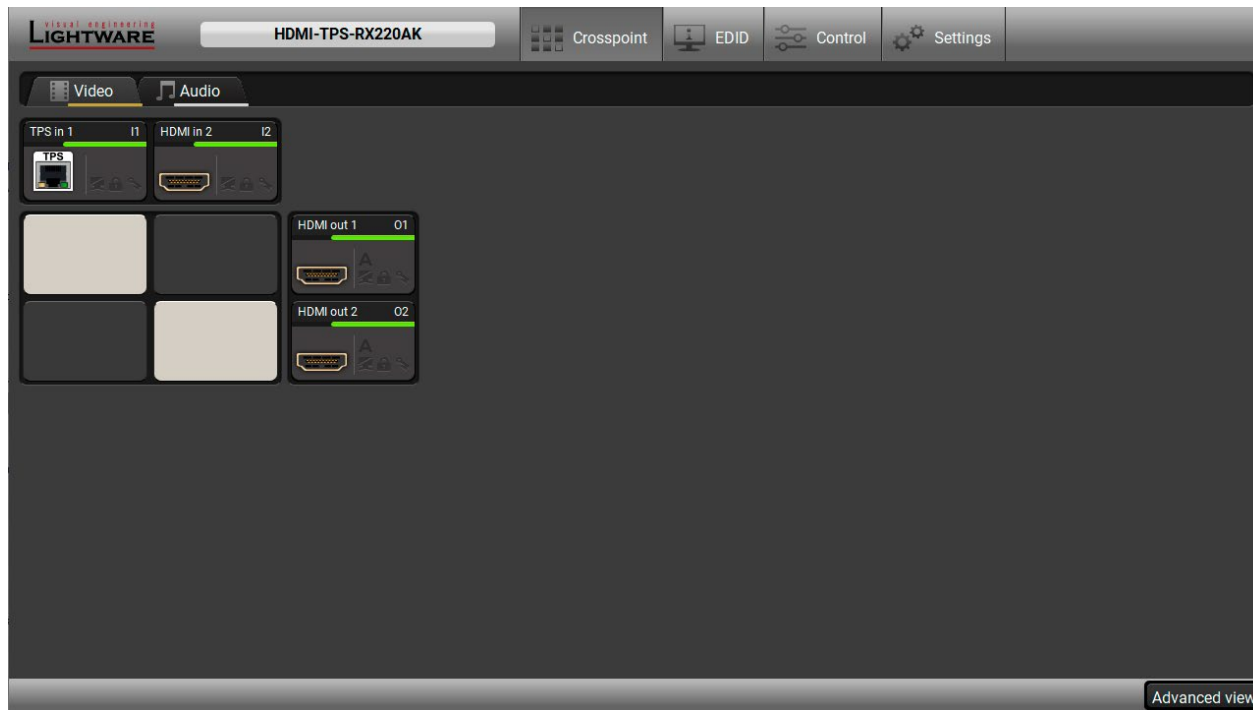 visual engineering
LIGHTWARE
HDMI-TPS-RX220AK
Crosspoint
EDID
Control
Settings
Video
Audio
TPS in 1 I1
HDMI in 2 I2
TPS
HDMI out 1 O1
A
HDMI out 2 O2
A
Advanced view